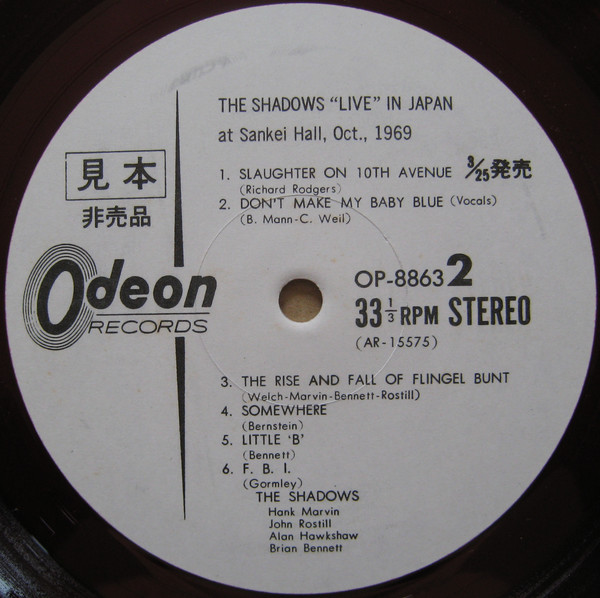 THE SHADOWS “LIVE” IN JAPAN
at Sankei Hall, Oct., 1969
1. SLAUGHTER ON 10TH AVENUE 3/25発売
(Richard Rodgers)
2. DON'T MAKE MY BABY BLUE (Vocals)
(B. Mann-C. Weil)
見本
非売品
Odeon
RECORDS
OP-8863 2
33 1/3 RPM STEREO
(AR-15575)
3. THE RISE AND FALL OF FLINGEL BUNT
(Welch-Marvin-Bennett-Rostill)
4. SOMEWHERE
(Bernstein)
5. LITTLE ‘B’
(Bennett)
6. F. B. I.
(Gormley)
THE SHADOWS
Hank Marvin
John Rostill
Alan Hawkshaw
Brian Bennett